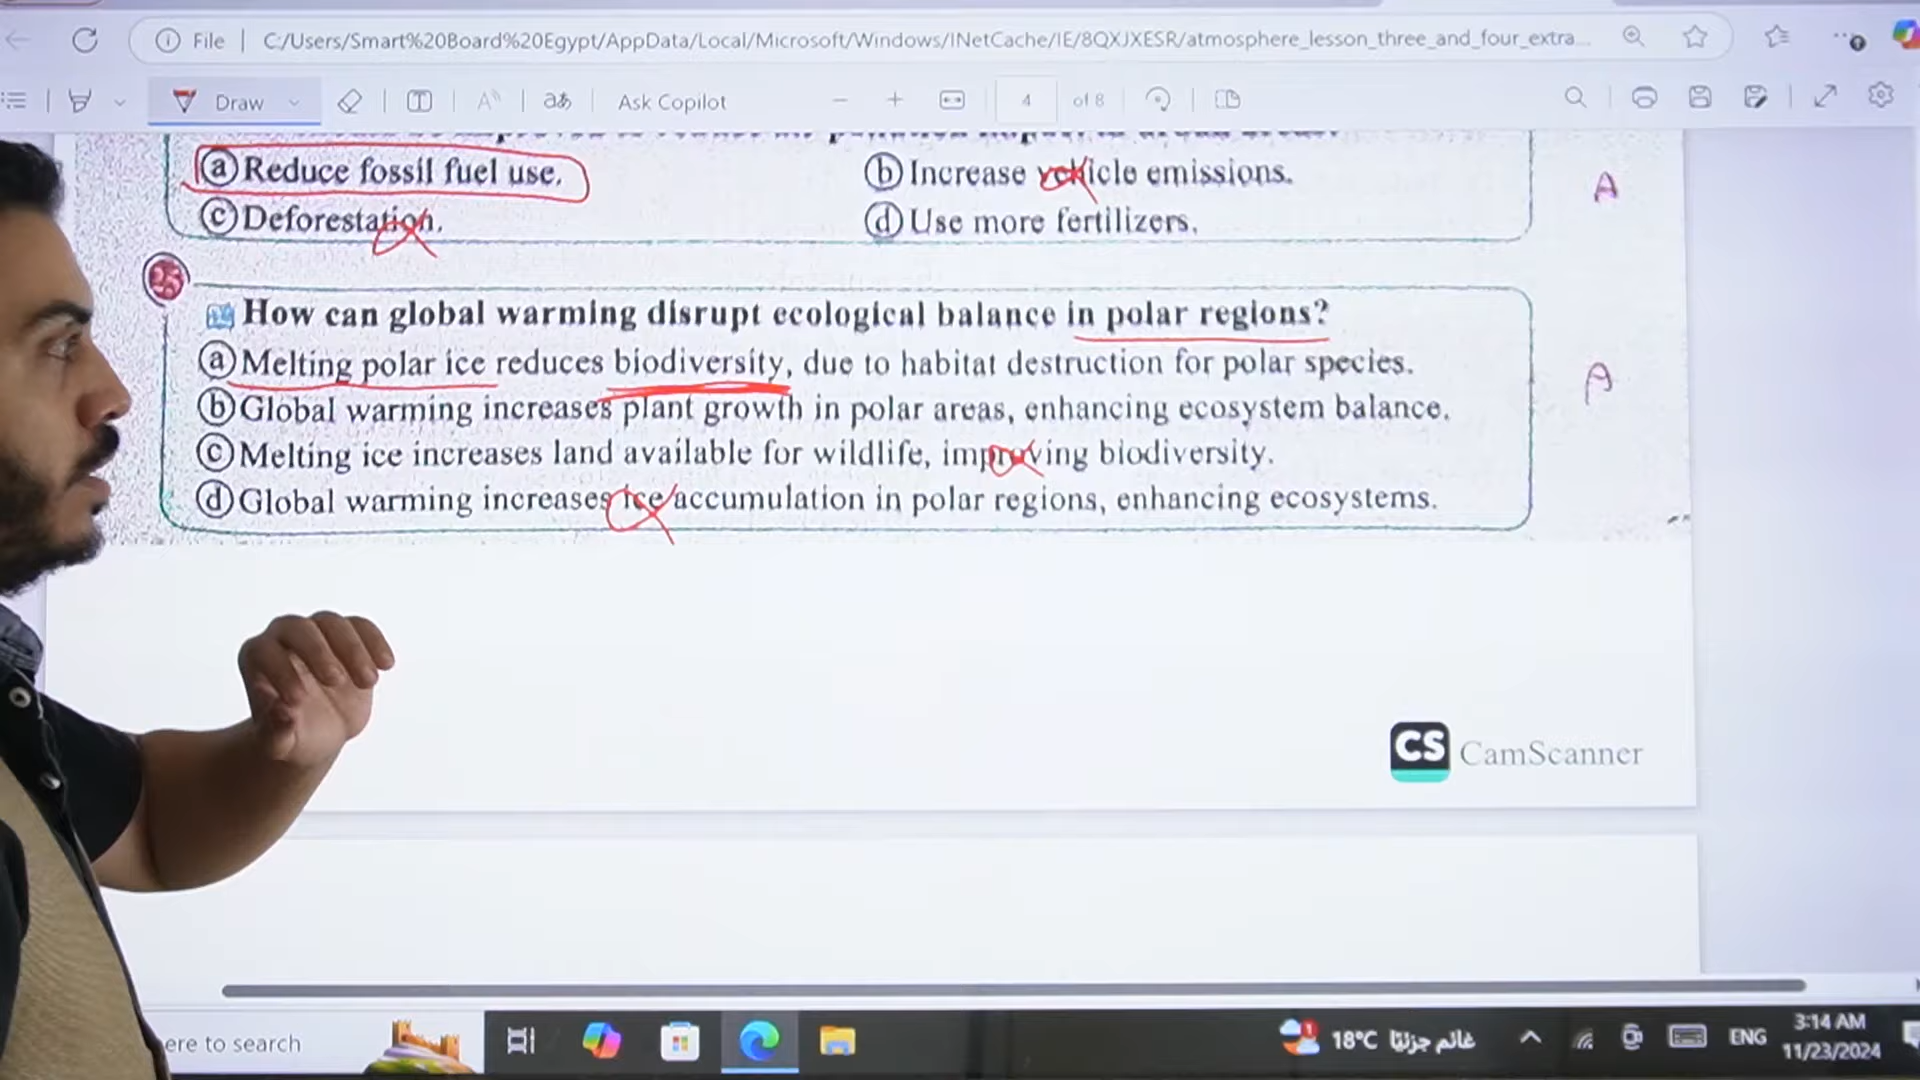 File | C:/Users/Smart%20Board%20Egypt/AppData/Local/Microsoft/Windows/INetCache/IE/8QXJXESR/atmosphere_lesson_three_and_four_extra...
Draw
Ask Copilot
4 of 8
ⓐ Reduce fossil fuel use.
ⓑ Increase vehicle emissions.
A
ⓒ Deforestation.
ⓓ Use more fertilizers.
25
How can global warming disrupt ecological balance in polar regions?
ⓐ Melting polar ice reduces biodiversity, due to habitat destruction for polar species.
A
ⓑ Global warming increases plant growth in polar areas, enhancing ecosystem balance.
ⓒ Melting ice increases land available for wildlife, improving biodiversity.
ⓓ Global warming increases ice accumulation in polar regions, enhancing ecosystems.
CS CamScanner
ere to search
1
18°C غائم جزئيًا
ENG
3:14 AM
11/23/2024